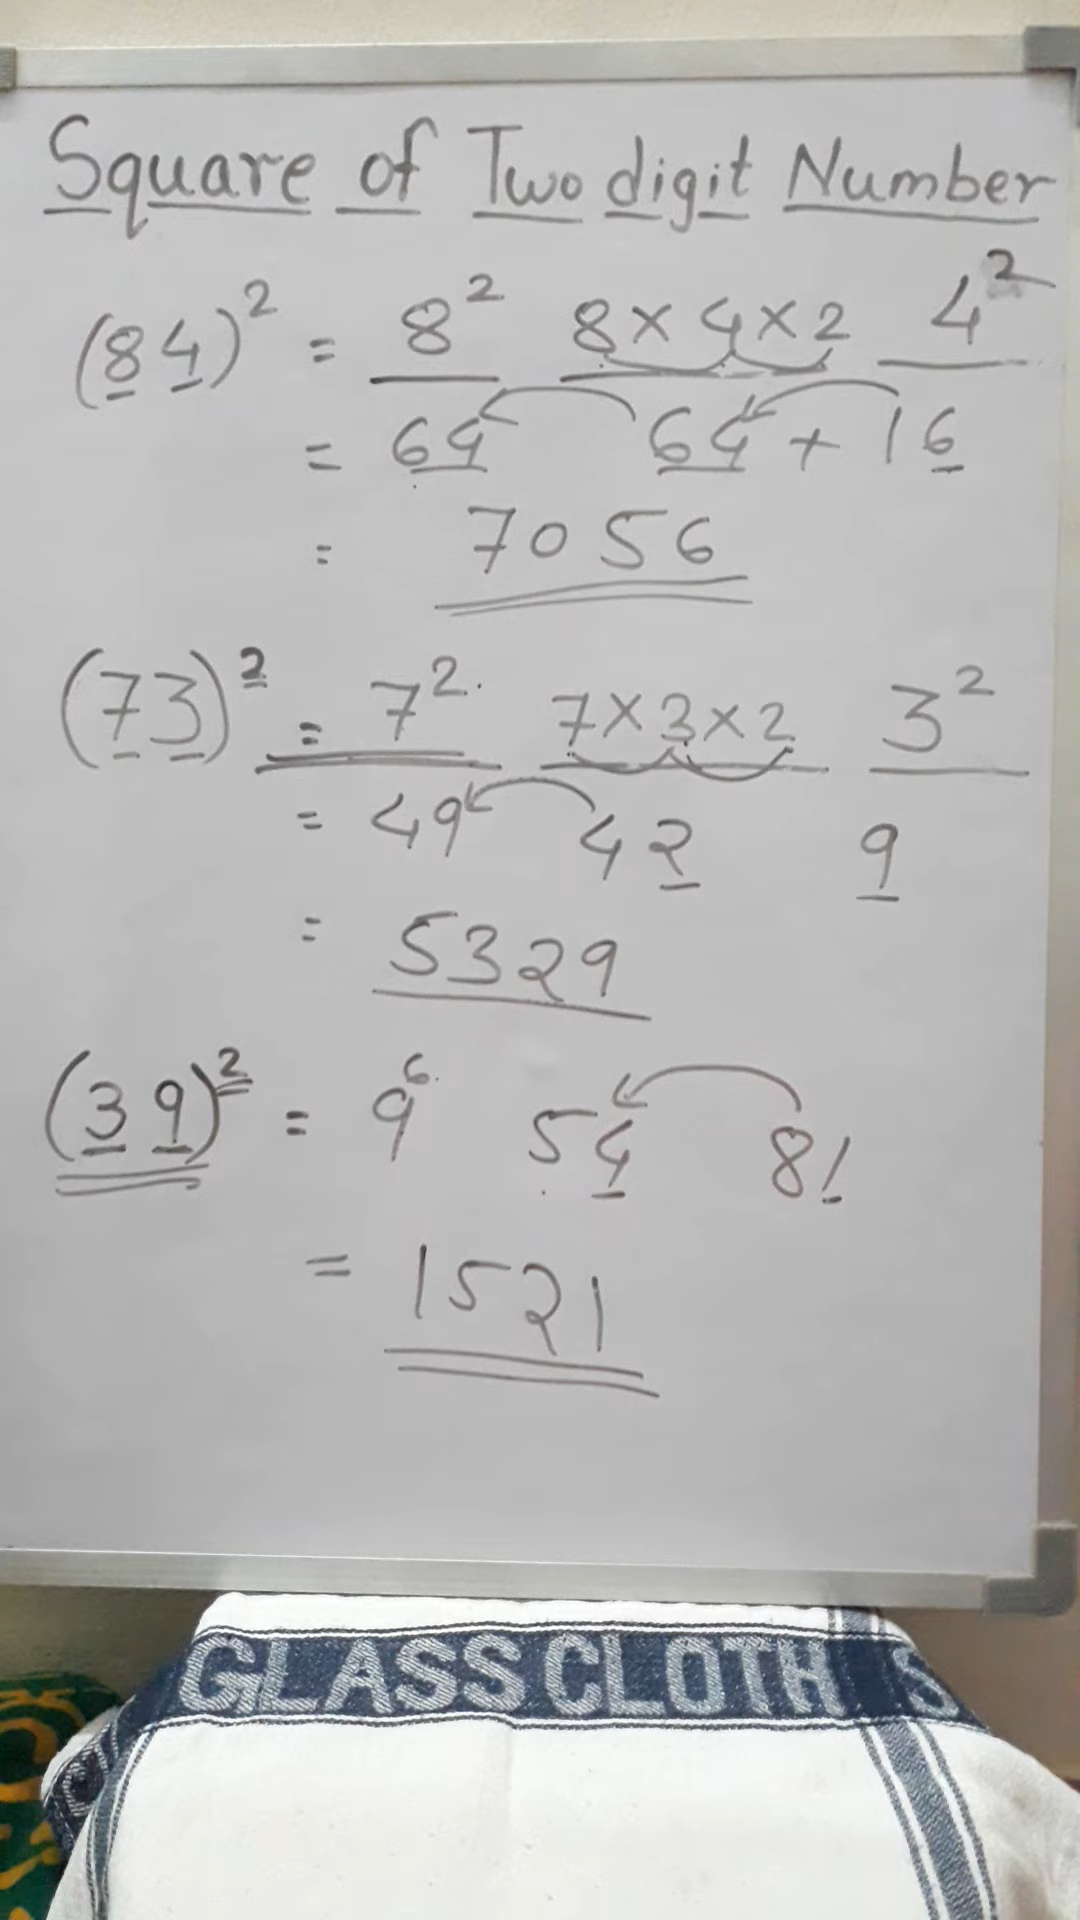 Square of Two digit Number
(84)² = 8² 8×4×2 4²
= 64 64 + 16
= 7056
(73)² = 7² 7×3×2 3²
= 49 42 9
= 5329
(39)² = 9⁶ 54 81
= 1521
GLASS CLOTH S